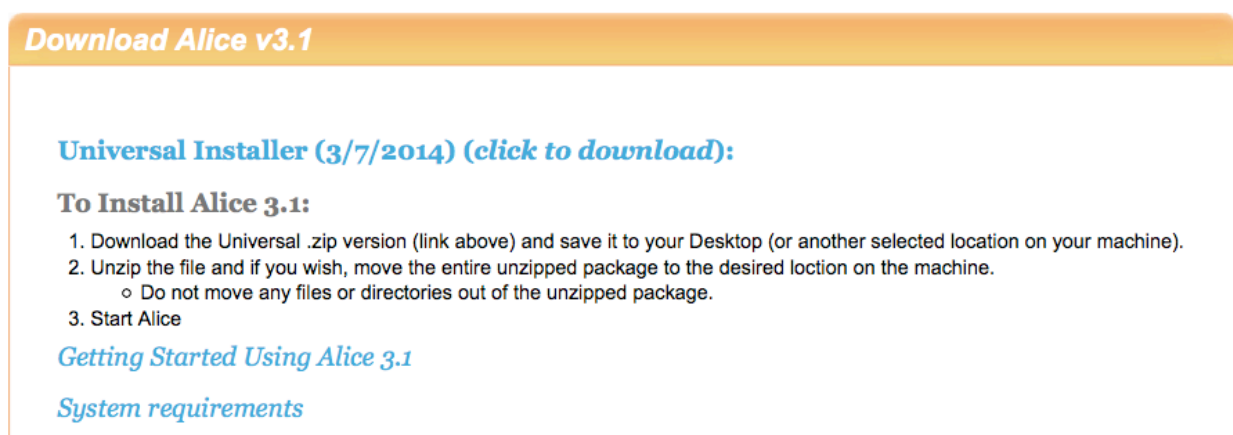 Download Alice v3.1
Universal Installer (3/7/2014) (click to download):
To Install Alice 3.1:
1. Download the Universal .zip version (link above) and save it to your Desktop (or another selected location on your machine).
2. Unzip the file and if you wish, move the entire unzipped package to the desired loction on the machine.
◦ Do not move any files or directories out of the unzipped package.
3. Start Alice
Getting Started Using Alice 3.1
System requirements